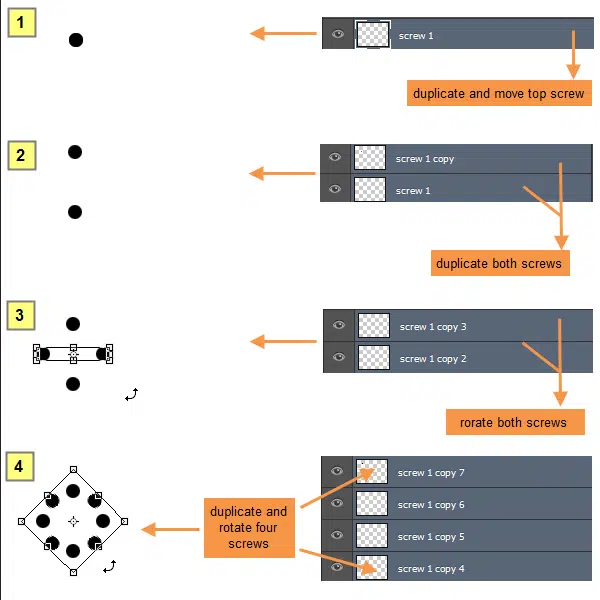 1
screw 1
duplicate and move top screw
2
screw 1 copy
screw 1
duplicate both screws
3
screw 1 copy 3
screw 1 copy 2
rorate both screws
4
screw 1 copy 7
screw 1 copy 6
screw 1 copy 5
screw 1 copy 4
duplicate and
rotate four
screws